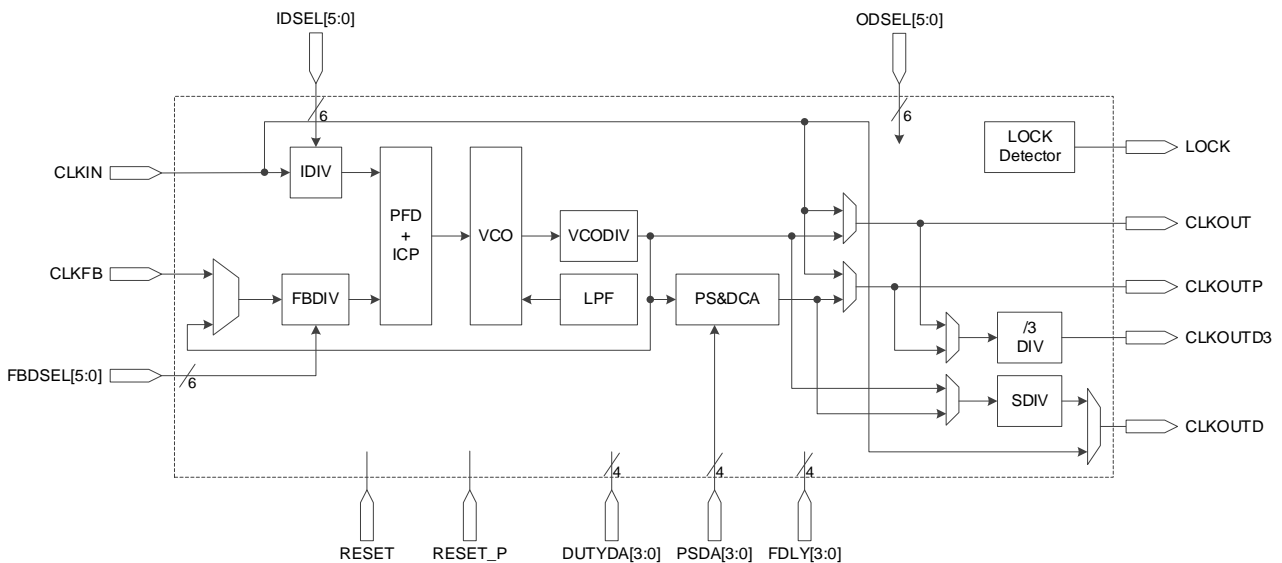 IDSEL[5:0]
ODSEL[5:0]
6
6
LOCK
Detector
LOCK
CLKIN
IDIV
PFD
+
ICP
VCO
VCODIV
CLKOUT
CLKFB
FBDIV
LPF
PS&DCA
CLKOUTP
/3
DIV
CLKOUTD3
FBDSEL[5:0]
6
SDIV
CLKOUTD
4
4
4
RESET
RESET_P
DUTYDA[3:0]
PSDA[3:0]
FDLY[3:0]